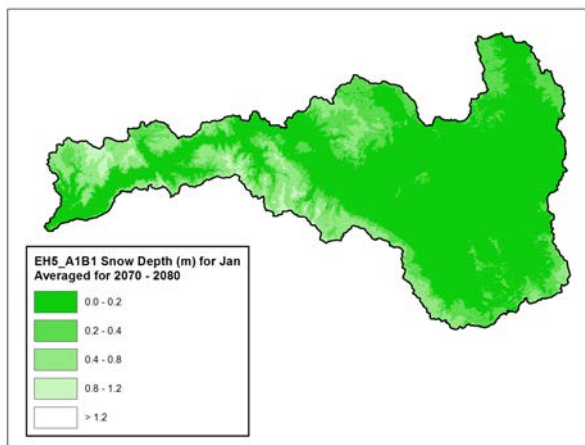 EH5_A1B1 Snow Depth (m) for Jan
Averaged for 2070 - 2080
0.0 - 0.2
0.2 - 0.4
0.4 - 0.8
0.8 - 1.2
> 1.2